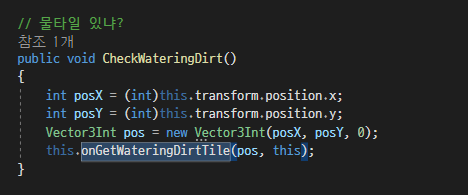 // 물타일 있냐?
참조 1개
public void CheckWateringDirt()
{
int posX = (int)this.transform.position.x;
int posY = (int)this.transform.position.y;
Vector3Int pos = new Vector3Int(posX, posY, 0);
this.onGetWateringDirtTile(pos, this);
}